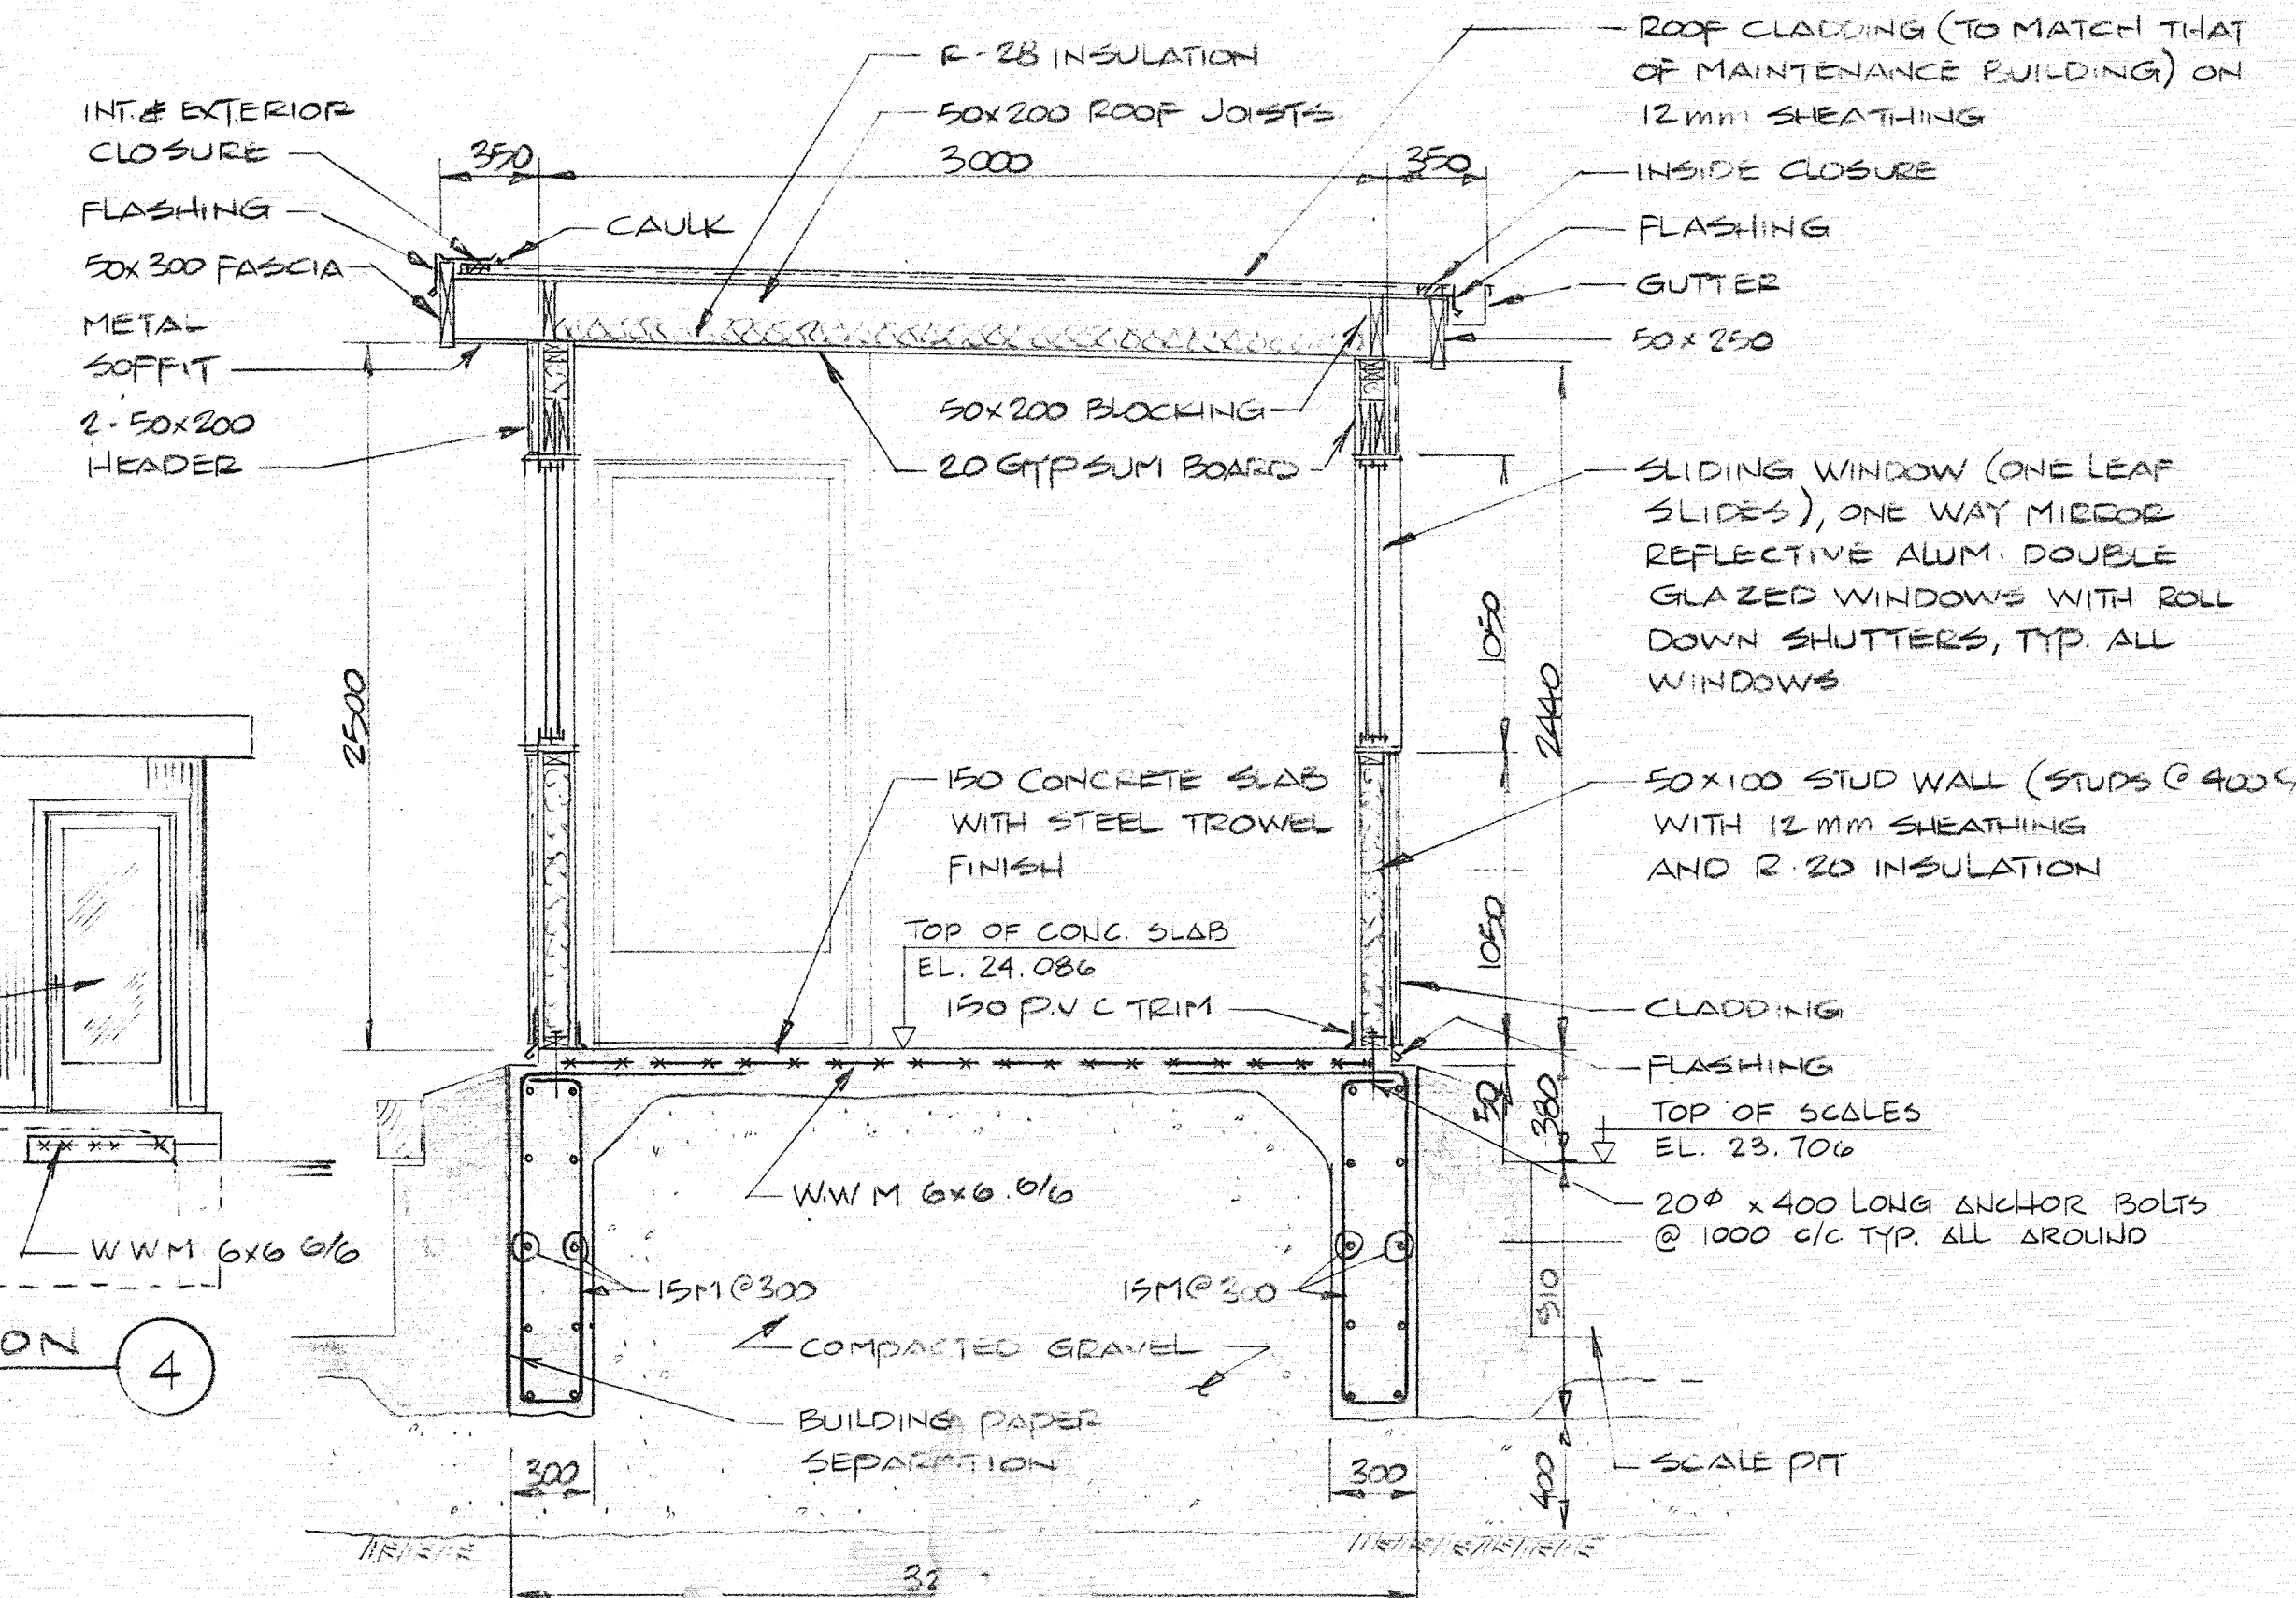 R-28 INSULATION
50x200 ROOF JOISTS
ROOF CLADDING (TO MATCH THAT
OF MAINTENANCE BUILDING) ON
12mm SHEATHING
INT. & EXTERIOR
CLOSURE
350
3000
350
INSIDE CLOSURE
FLASHING
CAULK
FLASHING
50x300 FASCIA
GUTTER
METAL
SOFFIT
50x250
2-50x200
HEADER
50x200 BLOCKING
20 GYPSUM BOARD
SLIDING WINDOW (ONE LEAF
SLIDES), ONE WAY MIRROR
REFLECTIVE ALUM. DOUBLE
GLAZED WINDOWS WITH ROLL
DOWN SHUTTERS, TYP. ALL
WINDOWS
1050
2500
2440
150 CONCRETE SLAB
WITH STEEL TROWEL
FINISH
50x100 STUD WALL (STUDS @ 400
WITH 12mm SHEATHING
AND R.20 INSULATION
1050
TOP OF CONC. SLAB
EL. 24.086
150 P.V.C TRIM
CLADDING
FLASHING
50
380
TOP OF SCALES
EL. 23.706
W.W M 6x6 6/6
20φ x 400 LONG ANCHOR BOLTS
@ 1000 c/c TYP. ALL AROUND
WWM 6x6 6/6
15M@300
15M@300
510
ON
4
COMPACTED GRAVEL
BUILDING PAPER
SEPARATION
300
300
400
SCALE PIT
32